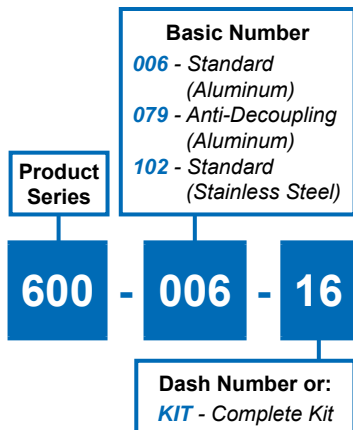 Basic Number
006 - Standard
(Aluminum)
079 - Anti-Decoupling
(Aluminum)
102 - Standard
(Stainless Steel)
Product
Series
600 - 006 - 16
Dash Number or:
KIT - Complete Kit